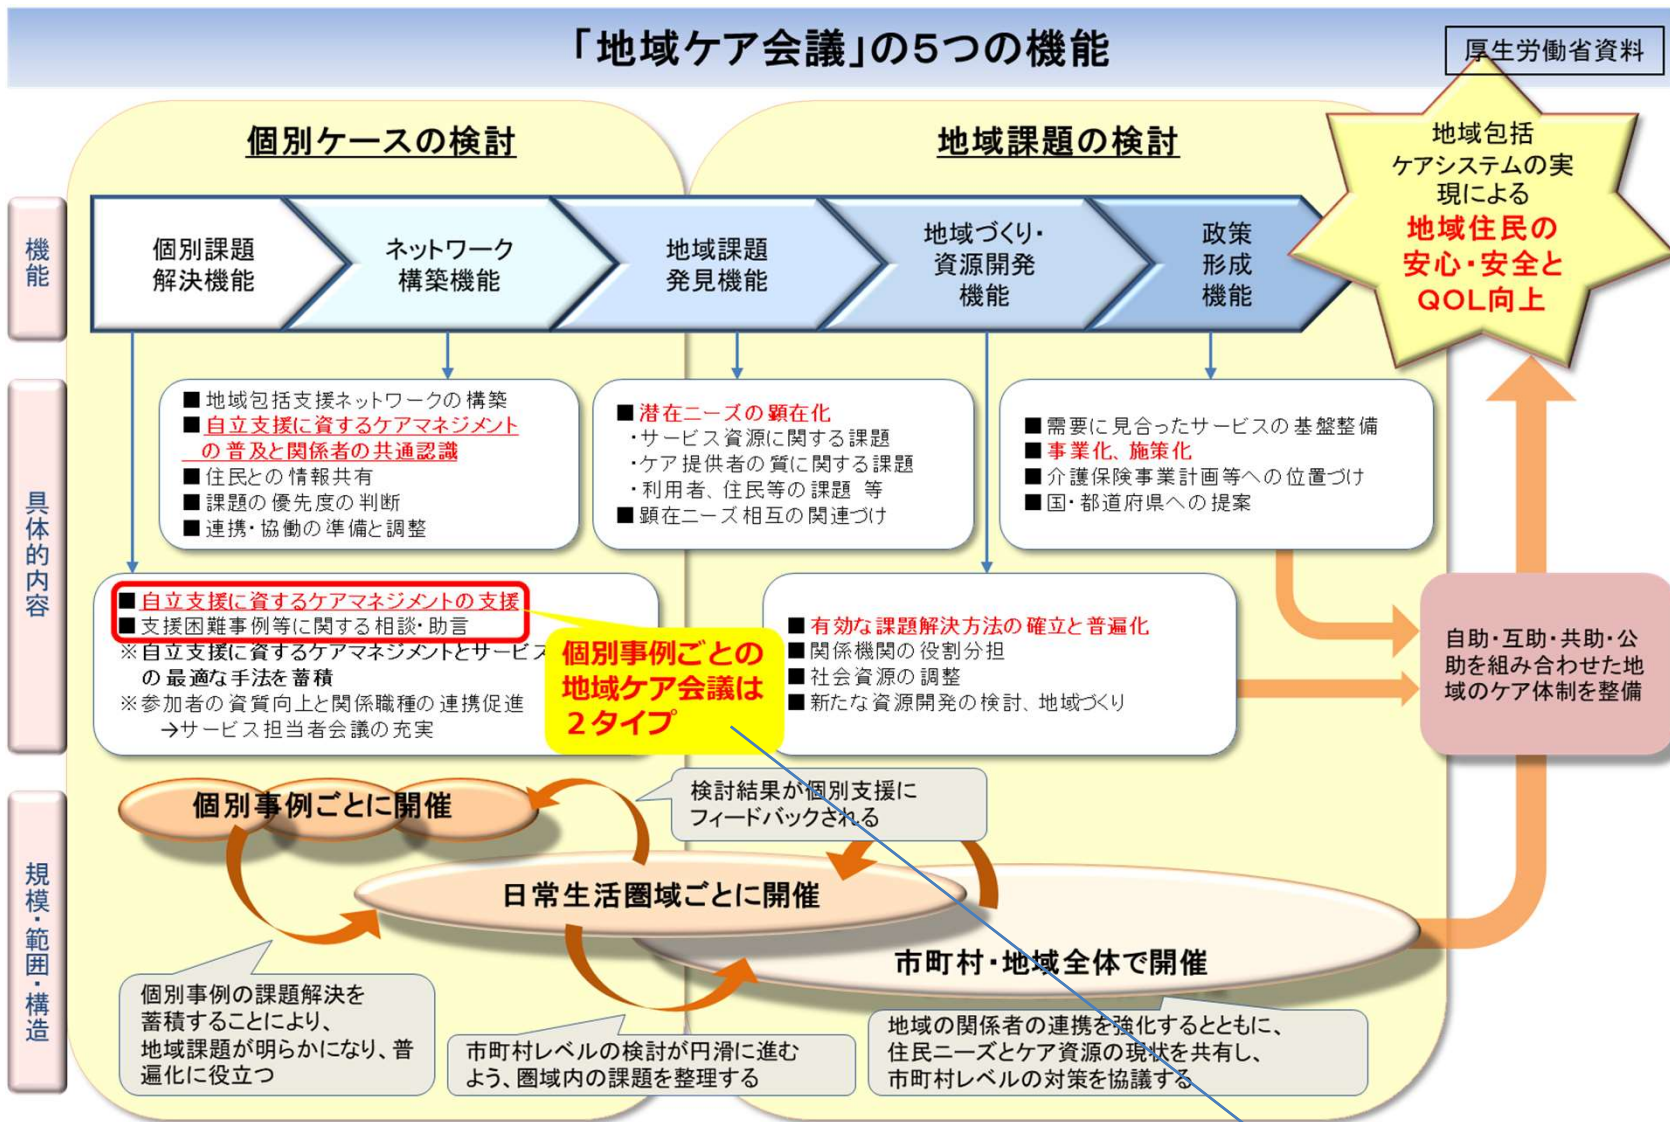 「地域ケア会議」の５つの機能
厚生労働省資料
個別ケースの検討
地域課題の検討
地域包括
ケアシステムの実
現による
地域住民の
安心・安全と
QOL向上
機能
個別課題
解決機能
ネットワーク
構築機能
地域課題
発見機能
地域づくり・
資源開発
機能
政策
形成
機能
具体的内容
■地域包括支援ネットワークの構築
■自立支援に資するケアマネジメント
の普及と関係者の共通認識
■住民との情報共有
■課題の優先度の判断
■連携・協働の準備と調整
■潜在ニーズの顕在化
・サービス資源に関する課題
・ケア提供者の質に関する課題
・利用者、住民等の課題 等
■顕在ニーズ相互の関連づけ
■需要に見合ったサービスの基盤整備
■事業化、施策化
■介護保険事業計画等への位置づけ
■国・都道府県への提案
■自立支援に資するケアマネジメントの支援
■支援困難事例等に関する相談・助言
※自立支援に資するケアマネジメントとサービス
の最適な手法を蓄積
※参加者の資質向上と関係職種の連携促進
→サービス担当者会議の充実
個別事例ごとの
地域ケア会議は
２タイプ
■有効な課題解決方法の確立と普遍化
■関係機関の役割分担
■社会資源の調整
■新たな資源開発の検討、地域づくり
自助・互助・共助・公
助を組み合わせた地
域のケア体制を整備
規模・範囲・構造
個別事例ごとに開催
検討結果が個別支援に
フィードバックされる
日常生活圏域ごとに開催
市町村・地域全体で開催
個別事例の課題解決を
蓄積することにより、
地域課題が明らかになり、普
遍化に役立つ
市町村レベルの検討が円滑に進む
よう、圏域内の課題を整理する
地域の関係者の連携を強化するとともに、
住民ニーズとケア資源の現状を共有し、
市町村レベルの対策を協議する